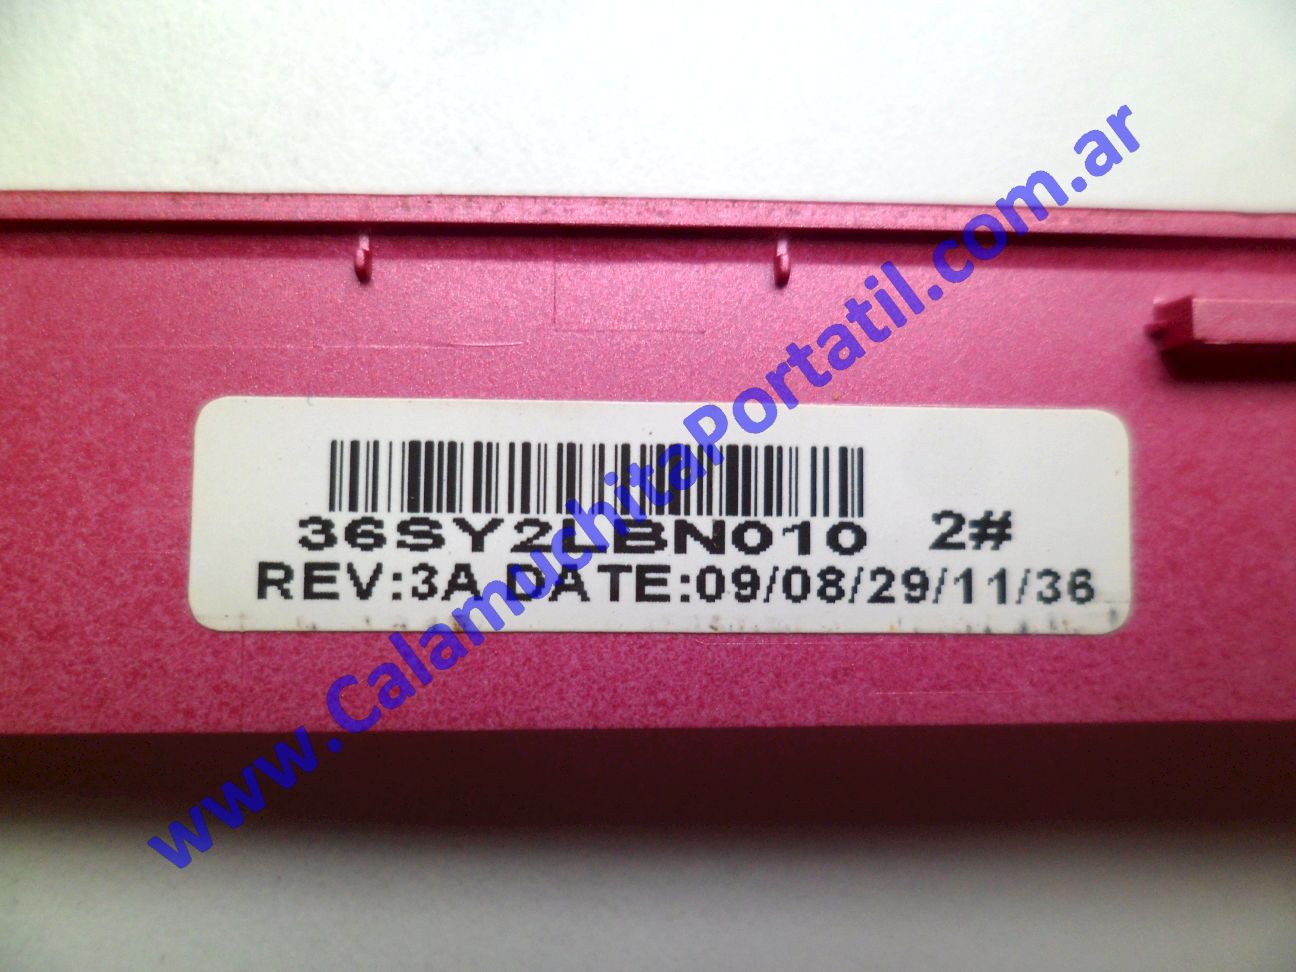 36SY2LBN010 2#
REV:3A DATE:09/08/29/11/36
www.CalamuchitaPortatil.com.ar